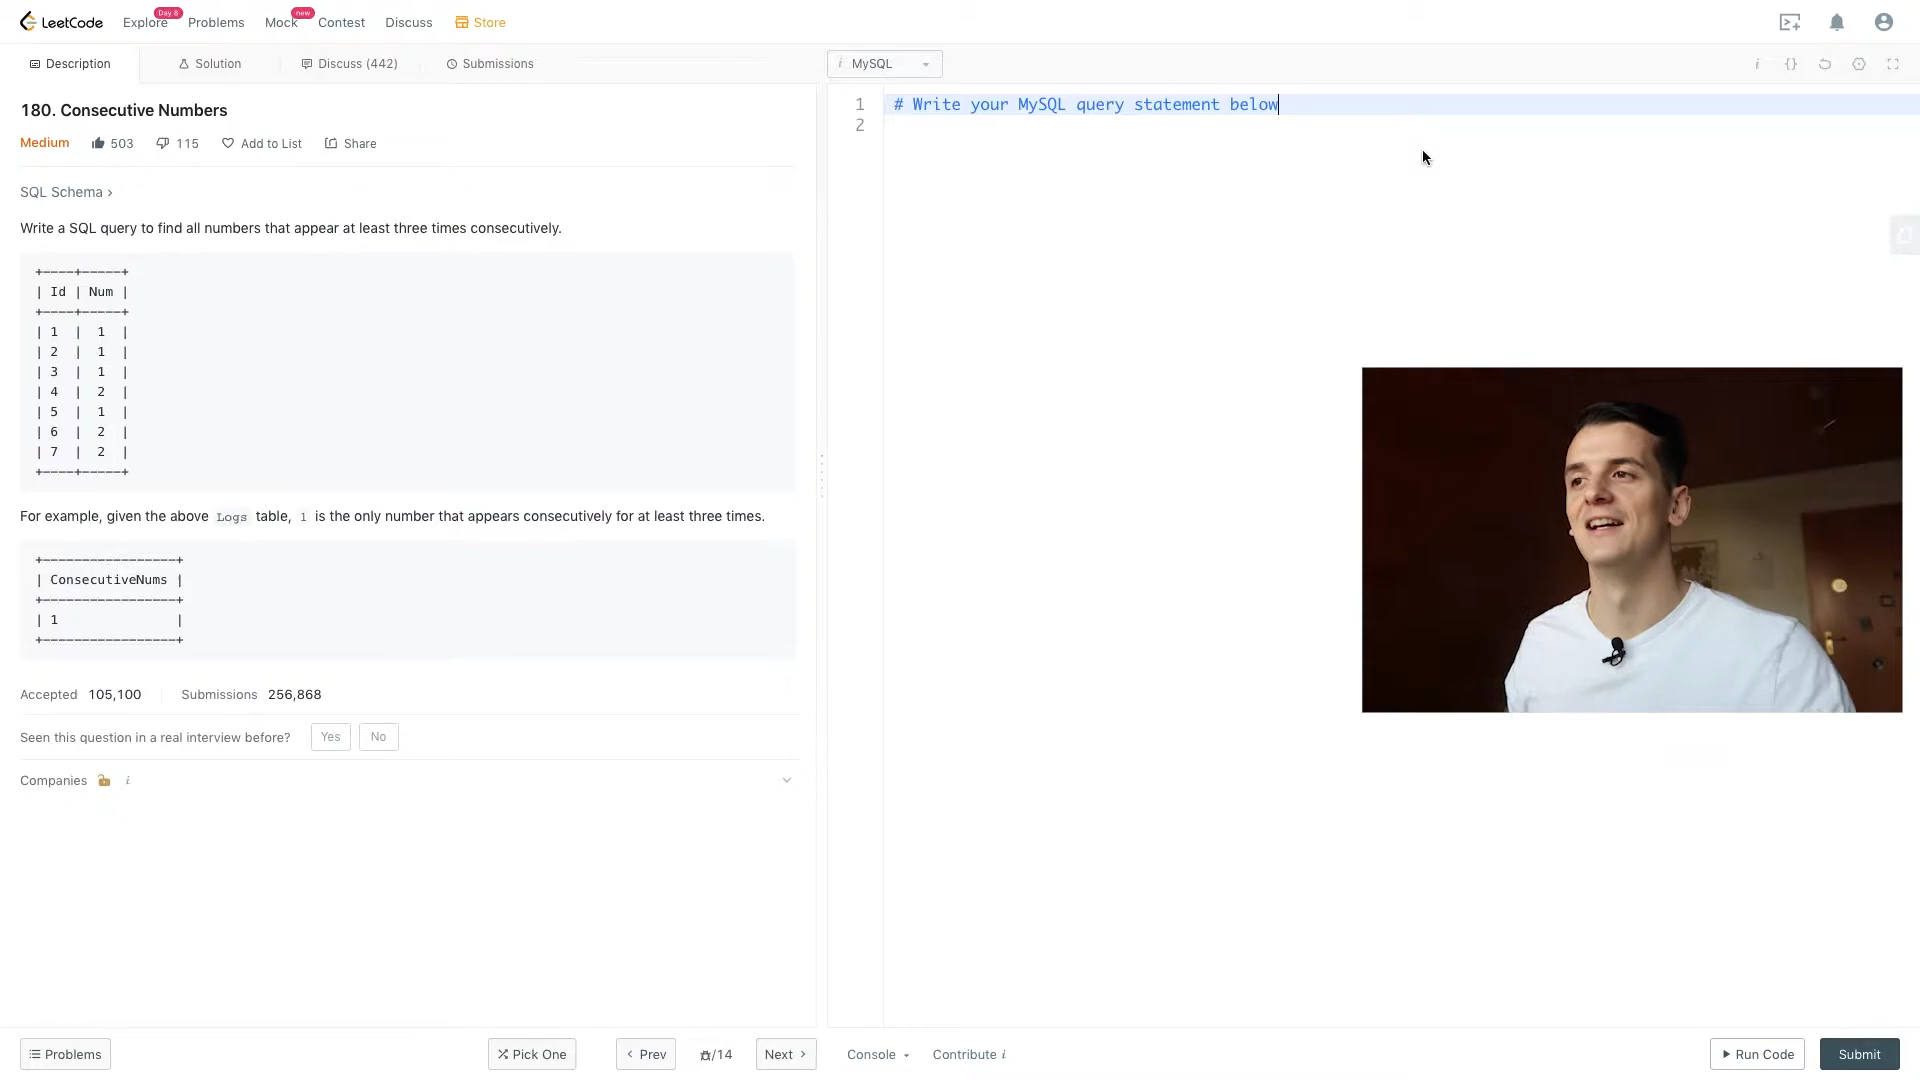 LeetCode
Explore
Day 8
Problems
Mock
new
Contest
Discuss
Store
Description
Solution
Discuss (442)
Submissions
i MySQL
i {}
180. Consecutive Numbers
Medium 503 115 Add to List Share
SQL Schema ›
Write a SQL query to find all numbers that appear at least three times consecutively.
+----+-----+
| Id | Num |
+----+-----+
| 1  |  1  |
| 2  |  1  |
| 3  |  1  |
| 4  |  2  |
| 5  |  1  |
| 6  |  2  |
| 7  |  2  |
+----+-----+
For example, given the above Logs table, 1 is the only number that appears consecutively for at least three times.
+-----------------+
| ConsecutiveNums |
+-----------------+
| 1               |
+-----------------+
Accepted 105,100 Submissions 256,868
Seen this question in a real interview before? Yes No
Companies i
1 # Write your MySQL query statement below
2
Problems
Pick One
‹ Prev
/14
Next ›
Console
Contribute i
Run Code
Submit